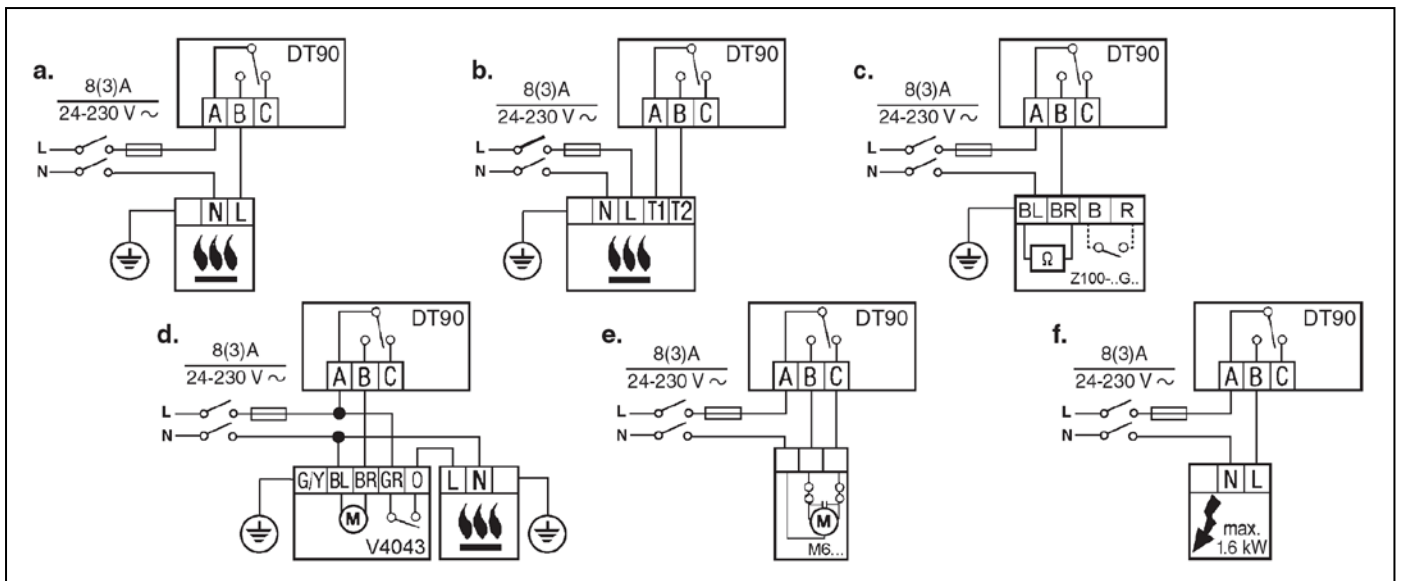 a.
8(3)A
24-230 V ~
DT90
A B C
L
N
N L
b.
8(3)A
24-230 V ~
DT90
A B C
L
N
N L T1 T2
c.
8(3)A
24-230 V ~
DT90
A B C
L
N
BL BR B R
Ω
Z100-..G..
d.
8(3)A
24-230 V ~
DT90
A B C
L
N
G/Y BL BR GR O
M
V4043
L N
e.
8(3)A
24-230 V ~
DT90
A B C
L
N
M
M6...
f.
8(3)A
24-230 V ~
DT90
A B C
L
N
N L
max.
1.6 kW